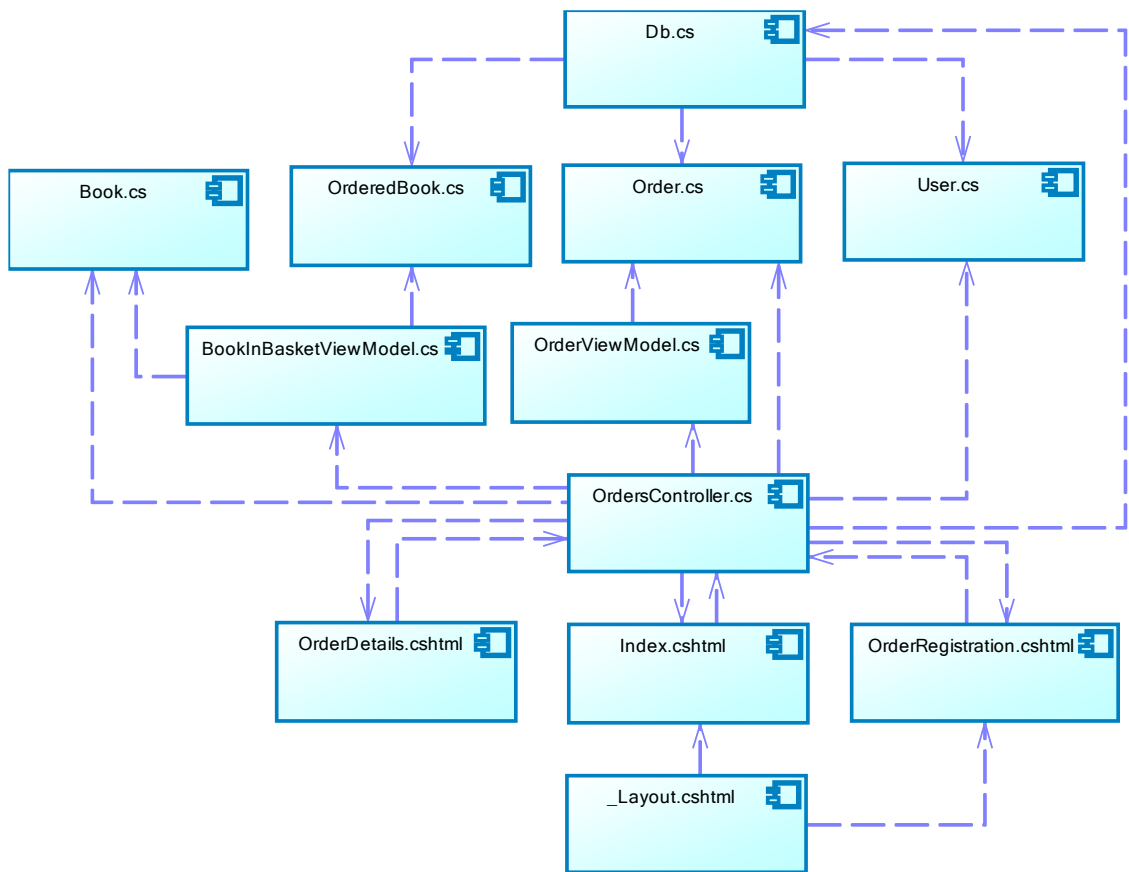 Db.cs
Book.cs
OrderedBook.cs
Order.cs
User.cs
BookInBasketViewModel.cs
OrderViewModel.cs
OrdersController.cs
OrderDetails.cshtml
Index.cshtml
OrderRegistration.cshtml
_Layout.cshtml